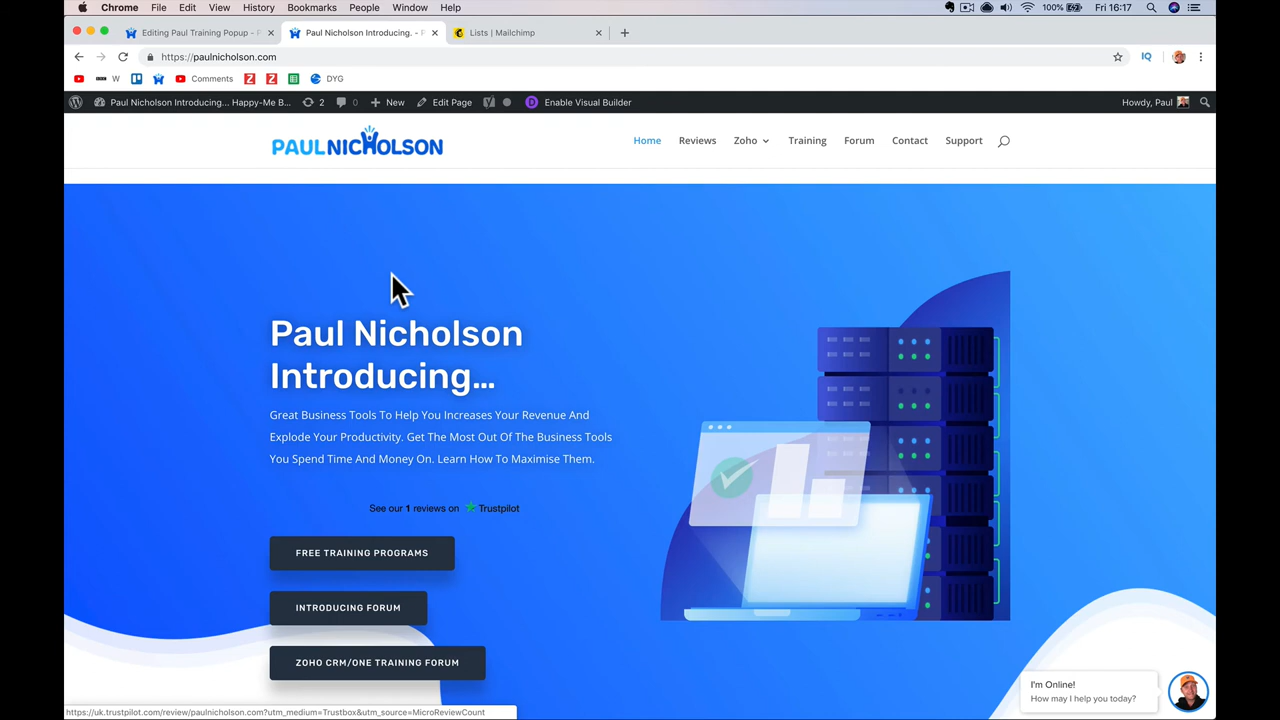 Chrome File Edit View History Bookmarks People Window Help 100% Fri 16:17
Editing Paul Training Popup - P Paul Nicholson Introducing. - P Lists | Mailchimp
https://paulnicholson.com IQ
W Comments Z Z DYG
Paul Nicholson Introducing... Happy-Me B... 2 0 New Edit Page D Enable Visual Builder Howdy, Paul
PAULNICHOLSON Home Reviews Zoho Training Forum Contact Support
Paul Nicholson
Introducing...
Great Business Tools To Help You Increases Your Revenue And
Explode Your Productivity. Get The Most Out Of The Business Tools
You Spend Time And Money On. Learn How To Maximise Them.
See our 1 reviews on Trustpilot
FREE TRAINING PROGRAMS
INTRODUCING FORUM
ZOHO CRM/ONE TRAINING FORUM
I'm Online!
How may I help you today?
https://uk.trustpilot.com/review/paulnicholson.com?utm_medium=Trustbox&utm_source=MicroReviewCount